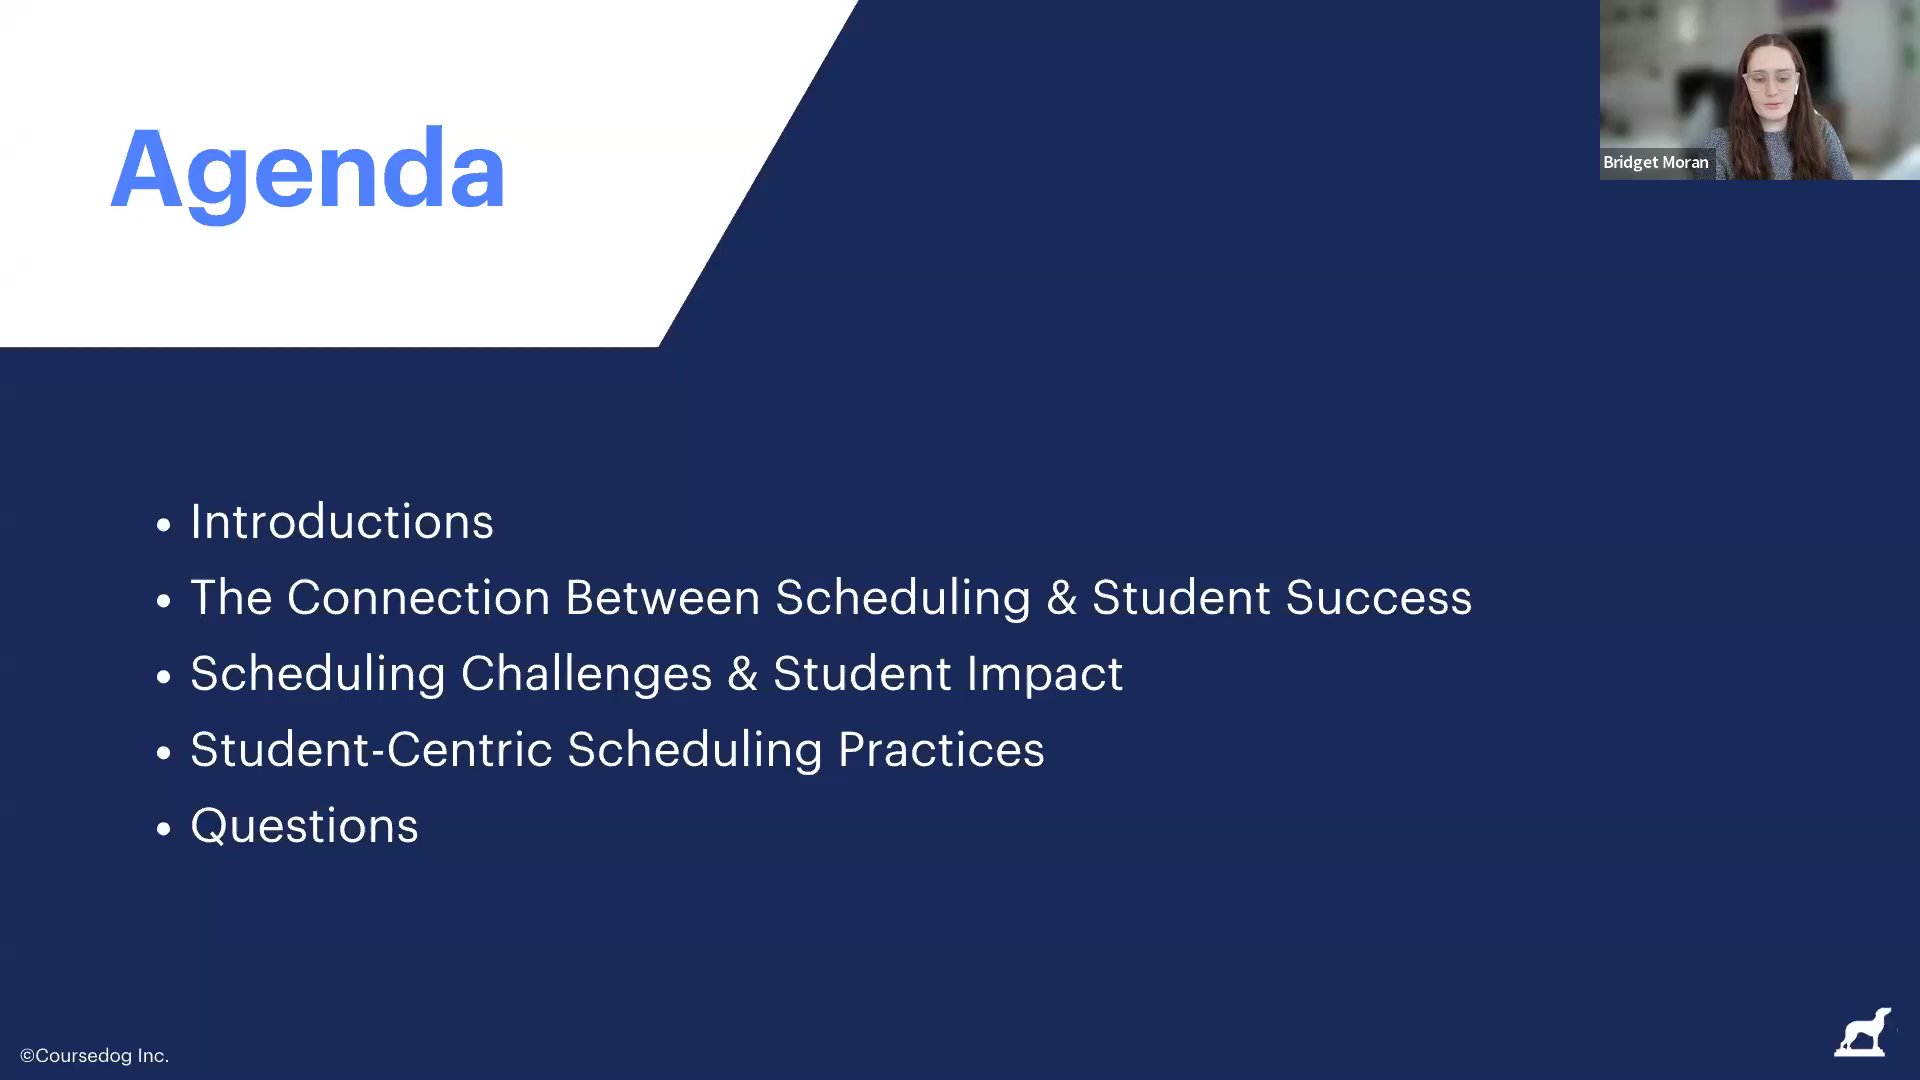 Agenda
Bridget Moran
• Introductions
• The Connection Between Scheduling & Student Success
• Scheduling Challenges & Student Impact
• Student-Centric Scheduling Practices
• Questions
©Coursedog Inc.